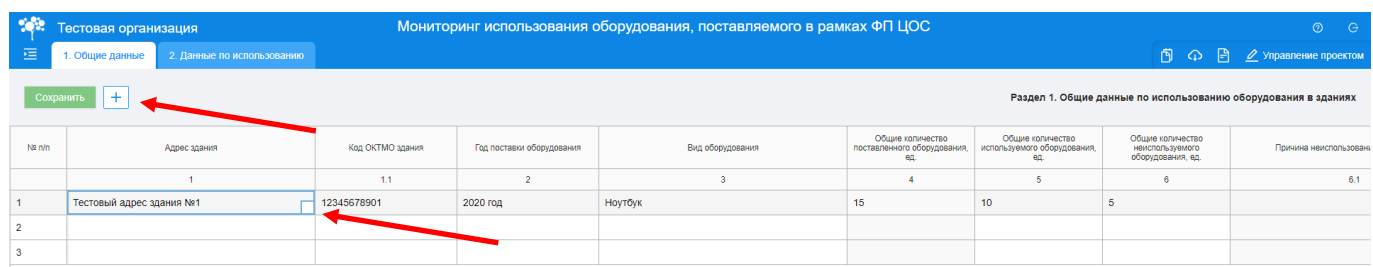 Тестовая организация
Мониторинг использования оборудования, поставляемого в рамках ФП ЦОС
1. Общие данные
2. Данные по использованию
Управление проектом
Сохранить +
Раздел 1. Общие данные по использованию оборудования в зданиях
№ п/п
Адрес здания
Код ОКТМО здания
Год поставки оборудования
Вид оборудования
Общие количество
поставленного оборудования,
ед.
Общие количество
используемого оборудования,
ед.
Общие количество
неиспользуемого
оборудования, ед.
Причина неиспользовани
1 1.1 2 3 4 5 6 6.1
1 Тестовый адрес здания №1 12345678901 2020 год Ноутбук 15 10 5
2
3